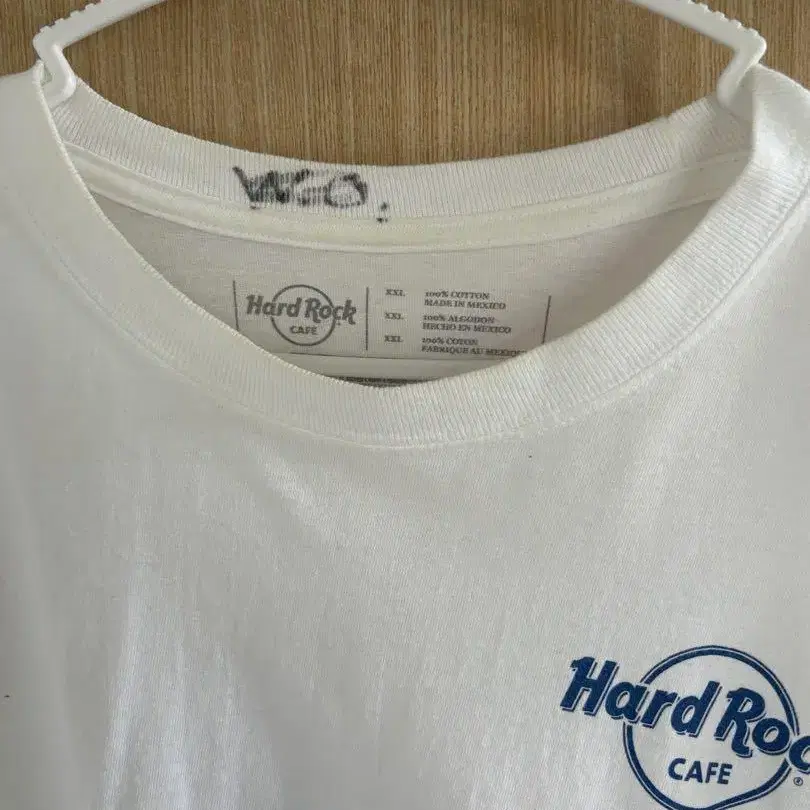 Hard Rock
CAFE
XXL 100% COTTON
MADE IN MEXICO
XXL 100% ALGODON
HECHO EN MEXICO
XXL 100% COTON
FABRIQUE AU MEXIQUE
Hard Roc
CAFE
®